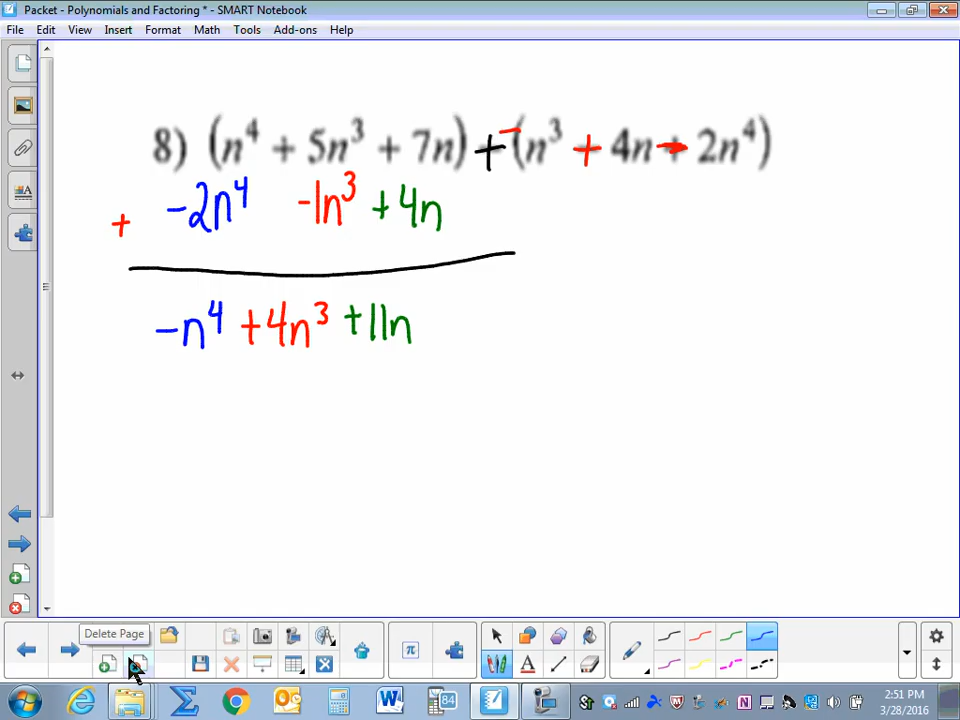 Packet - Polynomials and Factoring * - SMART Notebook
File Edit View Insert Format Math Tools Add-ons Help
8) (n⁴ + 5n³ + 7n) + (-n³ + 4n - 2n⁴)
+ -2n⁴ -1n³ +4n
-n⁴ +4n³ +11n
Delete Page
π
A
84
W
N
2:51 PM
3/28/2016